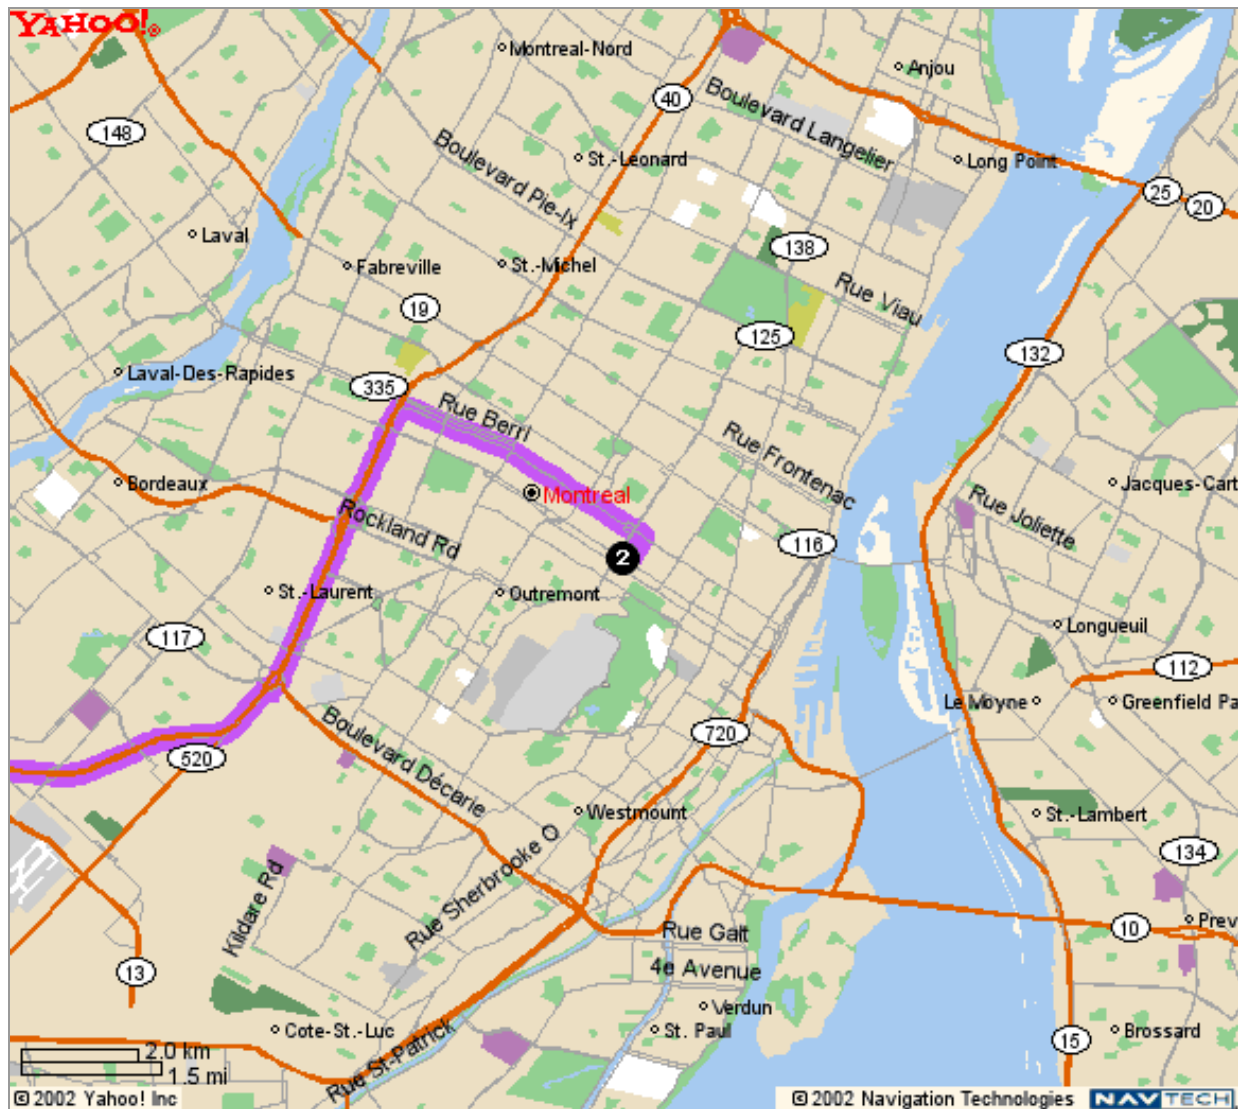 YAHOO!®
Montreal-Nord
Anjou
40
Boulevard Langelier
148
Boulevard Pie-IX
St.-Leonard
Long Point
25
20
Laval
138
Fabreville
St.-Michel
Rue Viau
19
125
132
Laval-Des-Rapides
335
Rue Berri
Rue Frontenac
Bordeaux
Montreal
Jacques-Cart
Rockland Rd
Rue Joliette
116
2
St.-Laurent
Outremont
117
Longueuil
112
Le Moyne
Greenfield Pa
Boulevard Décarie
720
520
Westmount
St.-Lambert
Rue Sherbrooke O
134
Kildare Rd
Prev
Rue Galt
10
4e Avenue
13
Verdun
Cote-St.-Luc
St. Paul
Brossard
15
Rue St-Patrick
2.0 km
1.5 mi
© 2002 Yahoo! Inc
© 2002 Navigation Technologies
NAVTECH